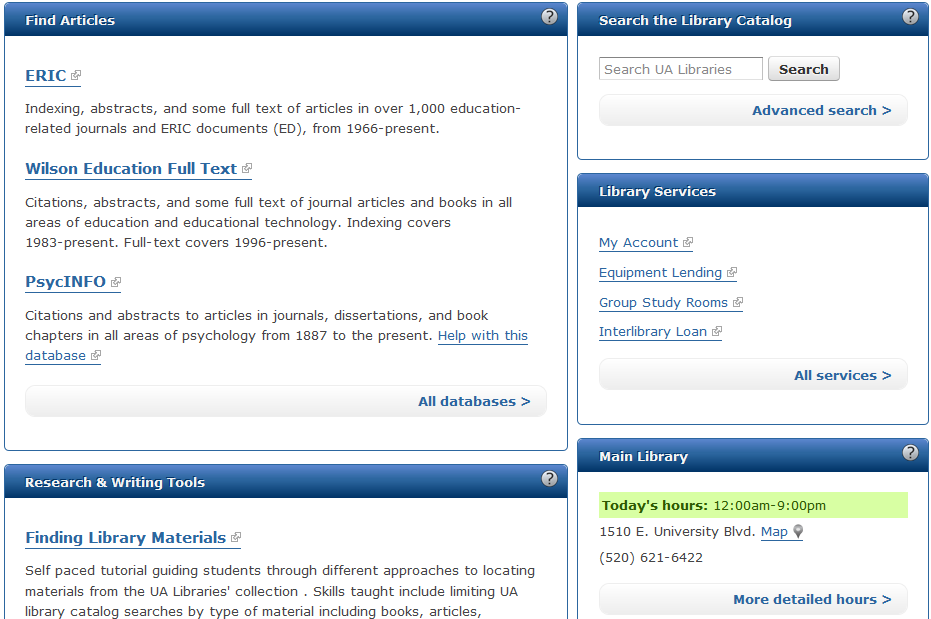 Find Articles
ERIC
Indexing, abstracts, and some full text of articles in over 1,000 education-
related journals and ERIC documents (ED), from 1966-present.
Wilson Education Full Text
Citations, abstracts, and some full text of journal articles and books in all
areas of education and educational technology. Indexing covers
1983-present. Full-text covers 1996-present.
PsycINFO
Citations and abstracts to articles in journals, dissertations, and book
chapters in all areas of psychology from 1887 to the present. Help with this
database
All databases >
Research & Writing Tools
Finding Library Materials
Self paced tutorial guiding students through different approaches to locating
materials from the UA Libraries' collection . Skills taught include limiting UA
library catalog searches by type of material including books, articles,
Search the Library Catalog
Search UA Libraries Search
Advanced search >
Library Services
My Account
Equipment Lending
Group Study Rooms
Interlibrary Loan
All services >
Main Library
Today's hours: 12:00am-9:00pm
1510 E. University Blvd. Map
(520) 621-6422
More detailed hours >